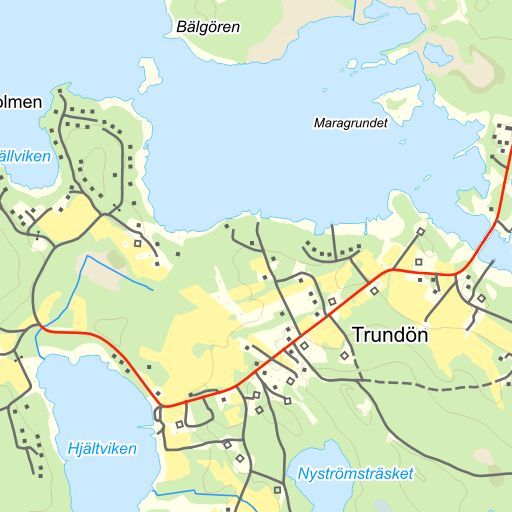 Bälgören
olmen
Maragrundet
ällviken
Trundön
Hjältviken
Nyströmsträsket